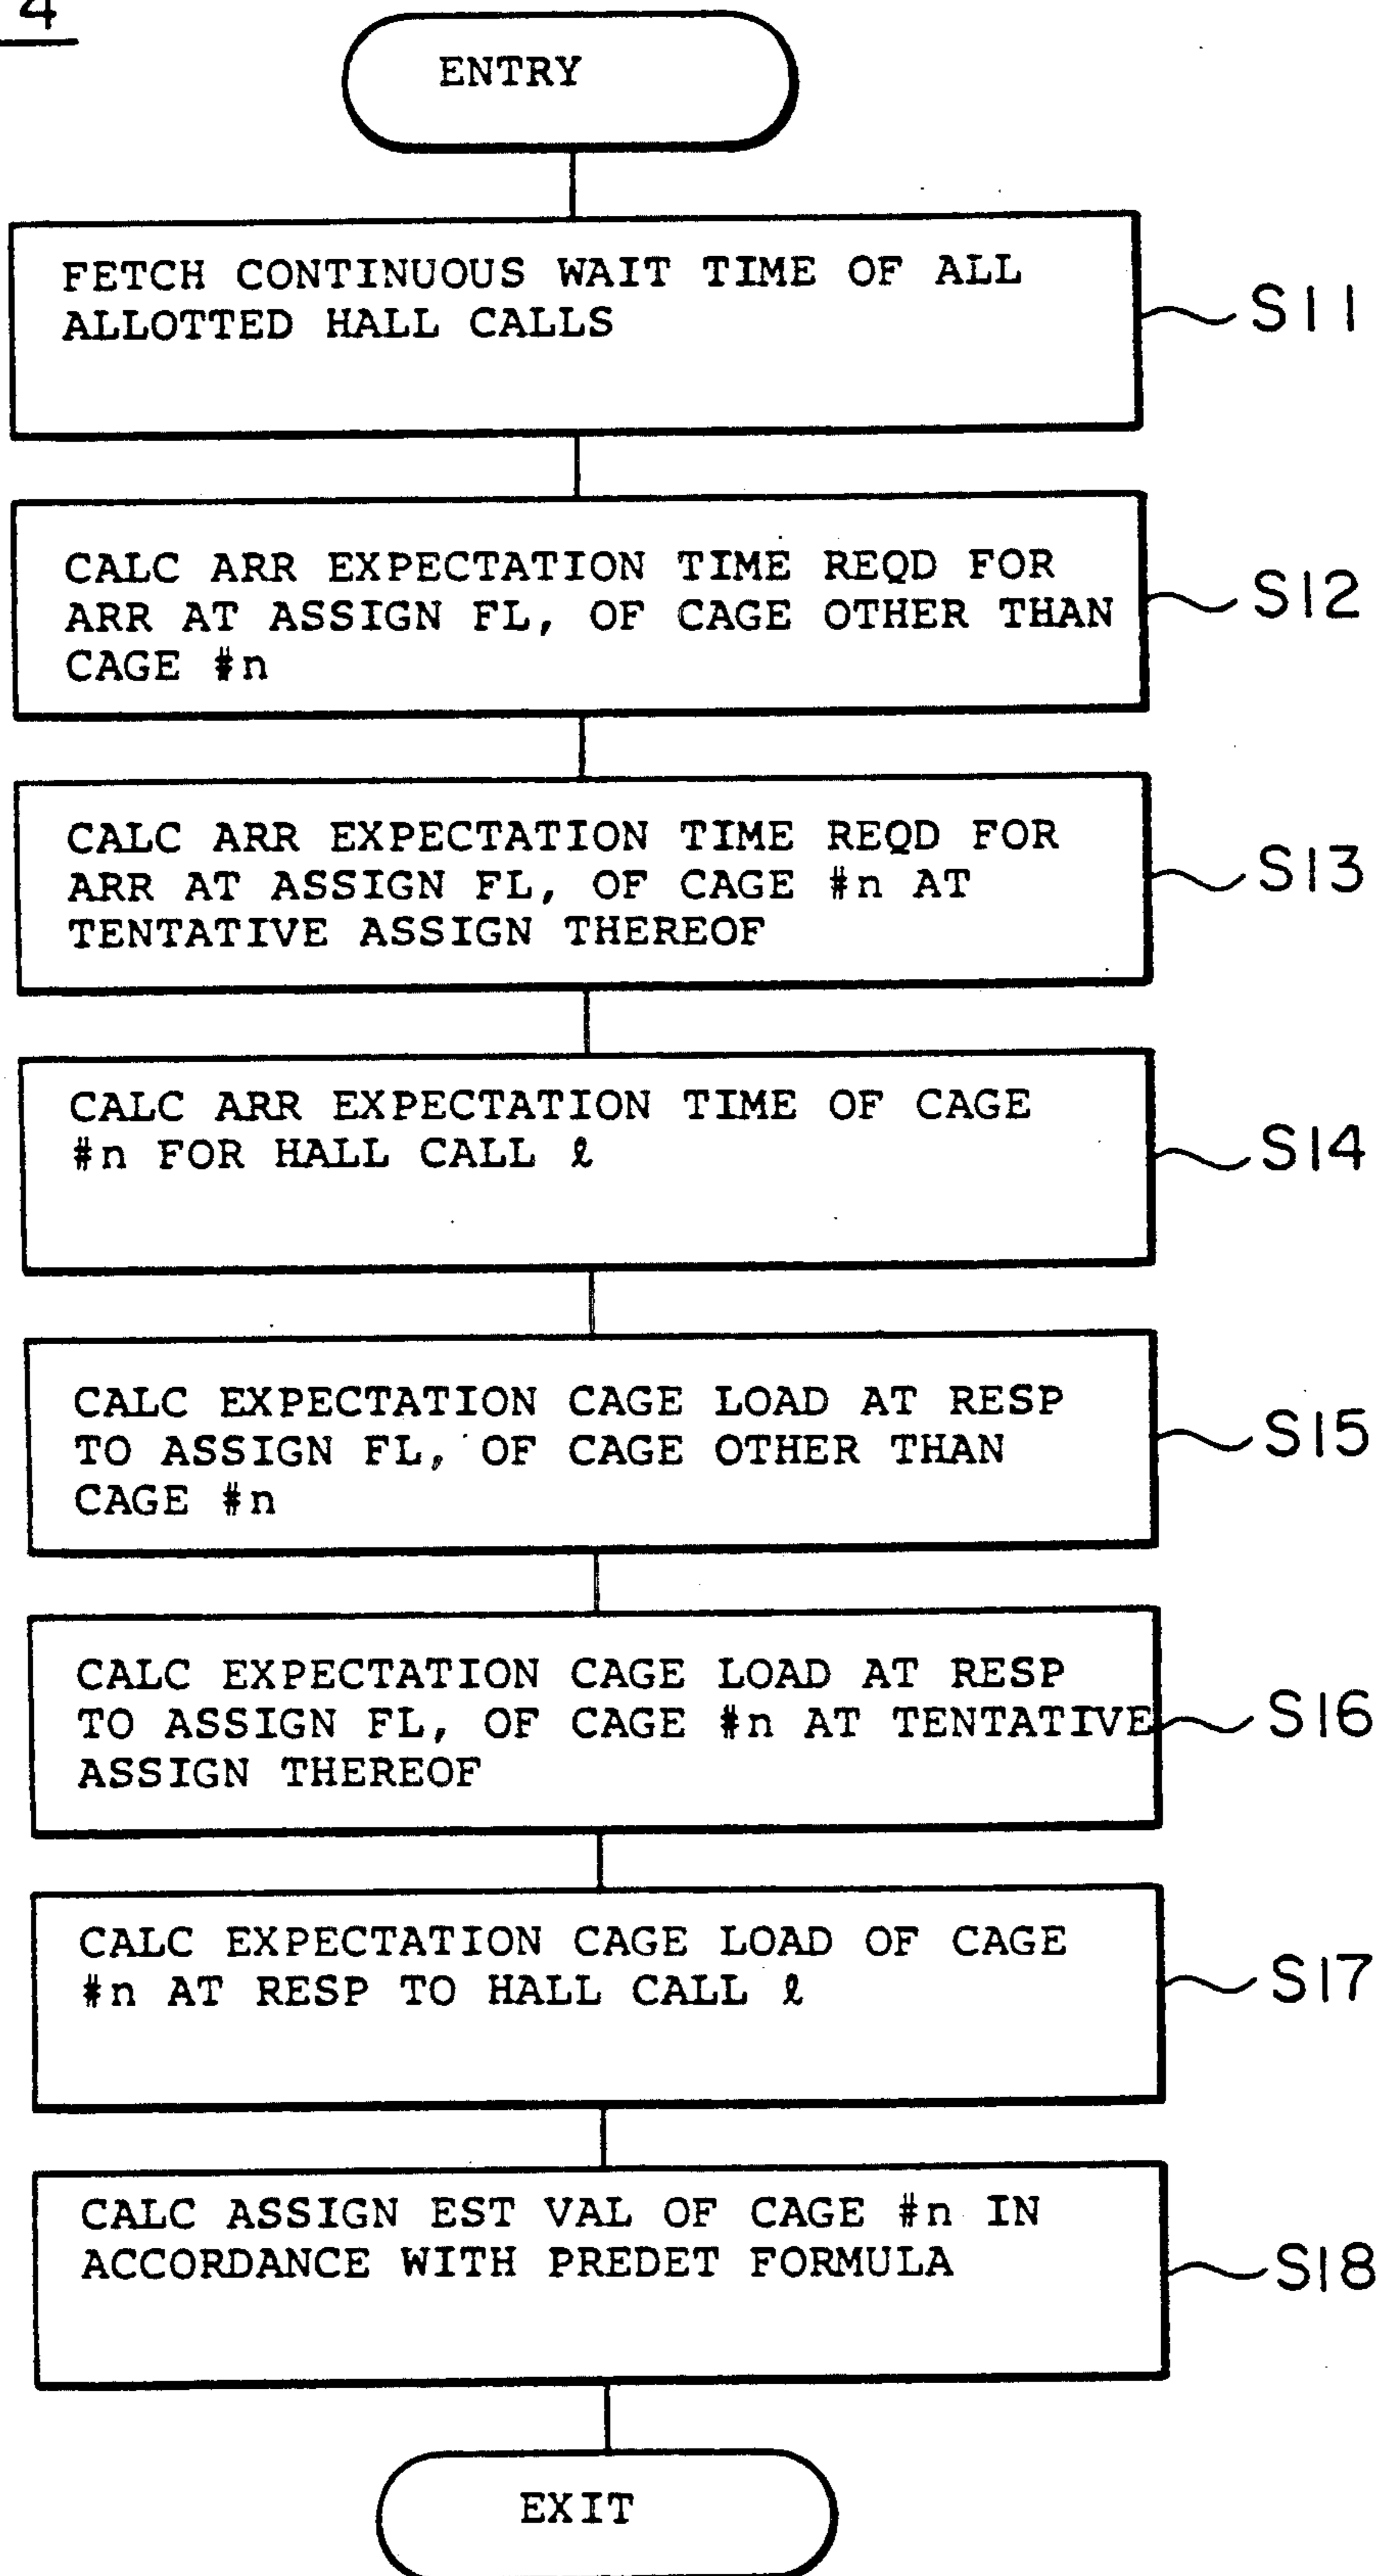 4
ENTRY
FETCH CONTINUOUS WAIT TIME OF ALL
ALLOTTED HALL CALLS
S11
CALC ARR EXPECTATION TIME REQD FOR
ARR AT ASSIGN FL, OF CAGE OTHER THAN
CAGE #n
S12
CALC ARR EXPECTATION TIME REQD FOR
ARR AT ASSIGN FL, OF CAGE #n AT
TENTATIVE ASSIGN THEREOF
S13
CALC ARR EXPECTATION TIME OF CAGE
#n FOR HALL CALL ℓ
S14
CALC EXPECTATION CAGE LOAD AT RESP
TO ASSIGN FL, OF CAGE OTHER THAN
CAGE #n
S15
CALC EXPECTATION CAGE LOAD AT RESP
TO ASSIGN FL, OF CAGE #n AT TENTATIVE
ASSIGN THEREOF
S16
CALC EXPECTATION CAGE LOAD OF CAGE
#n AT RESP TO HALL CALL ℓ
S17
CALC ASSIGN EST VAL OF CAGE #n IN
ACCORDANCE WITH PREDET FORMULA
S18
EXIT